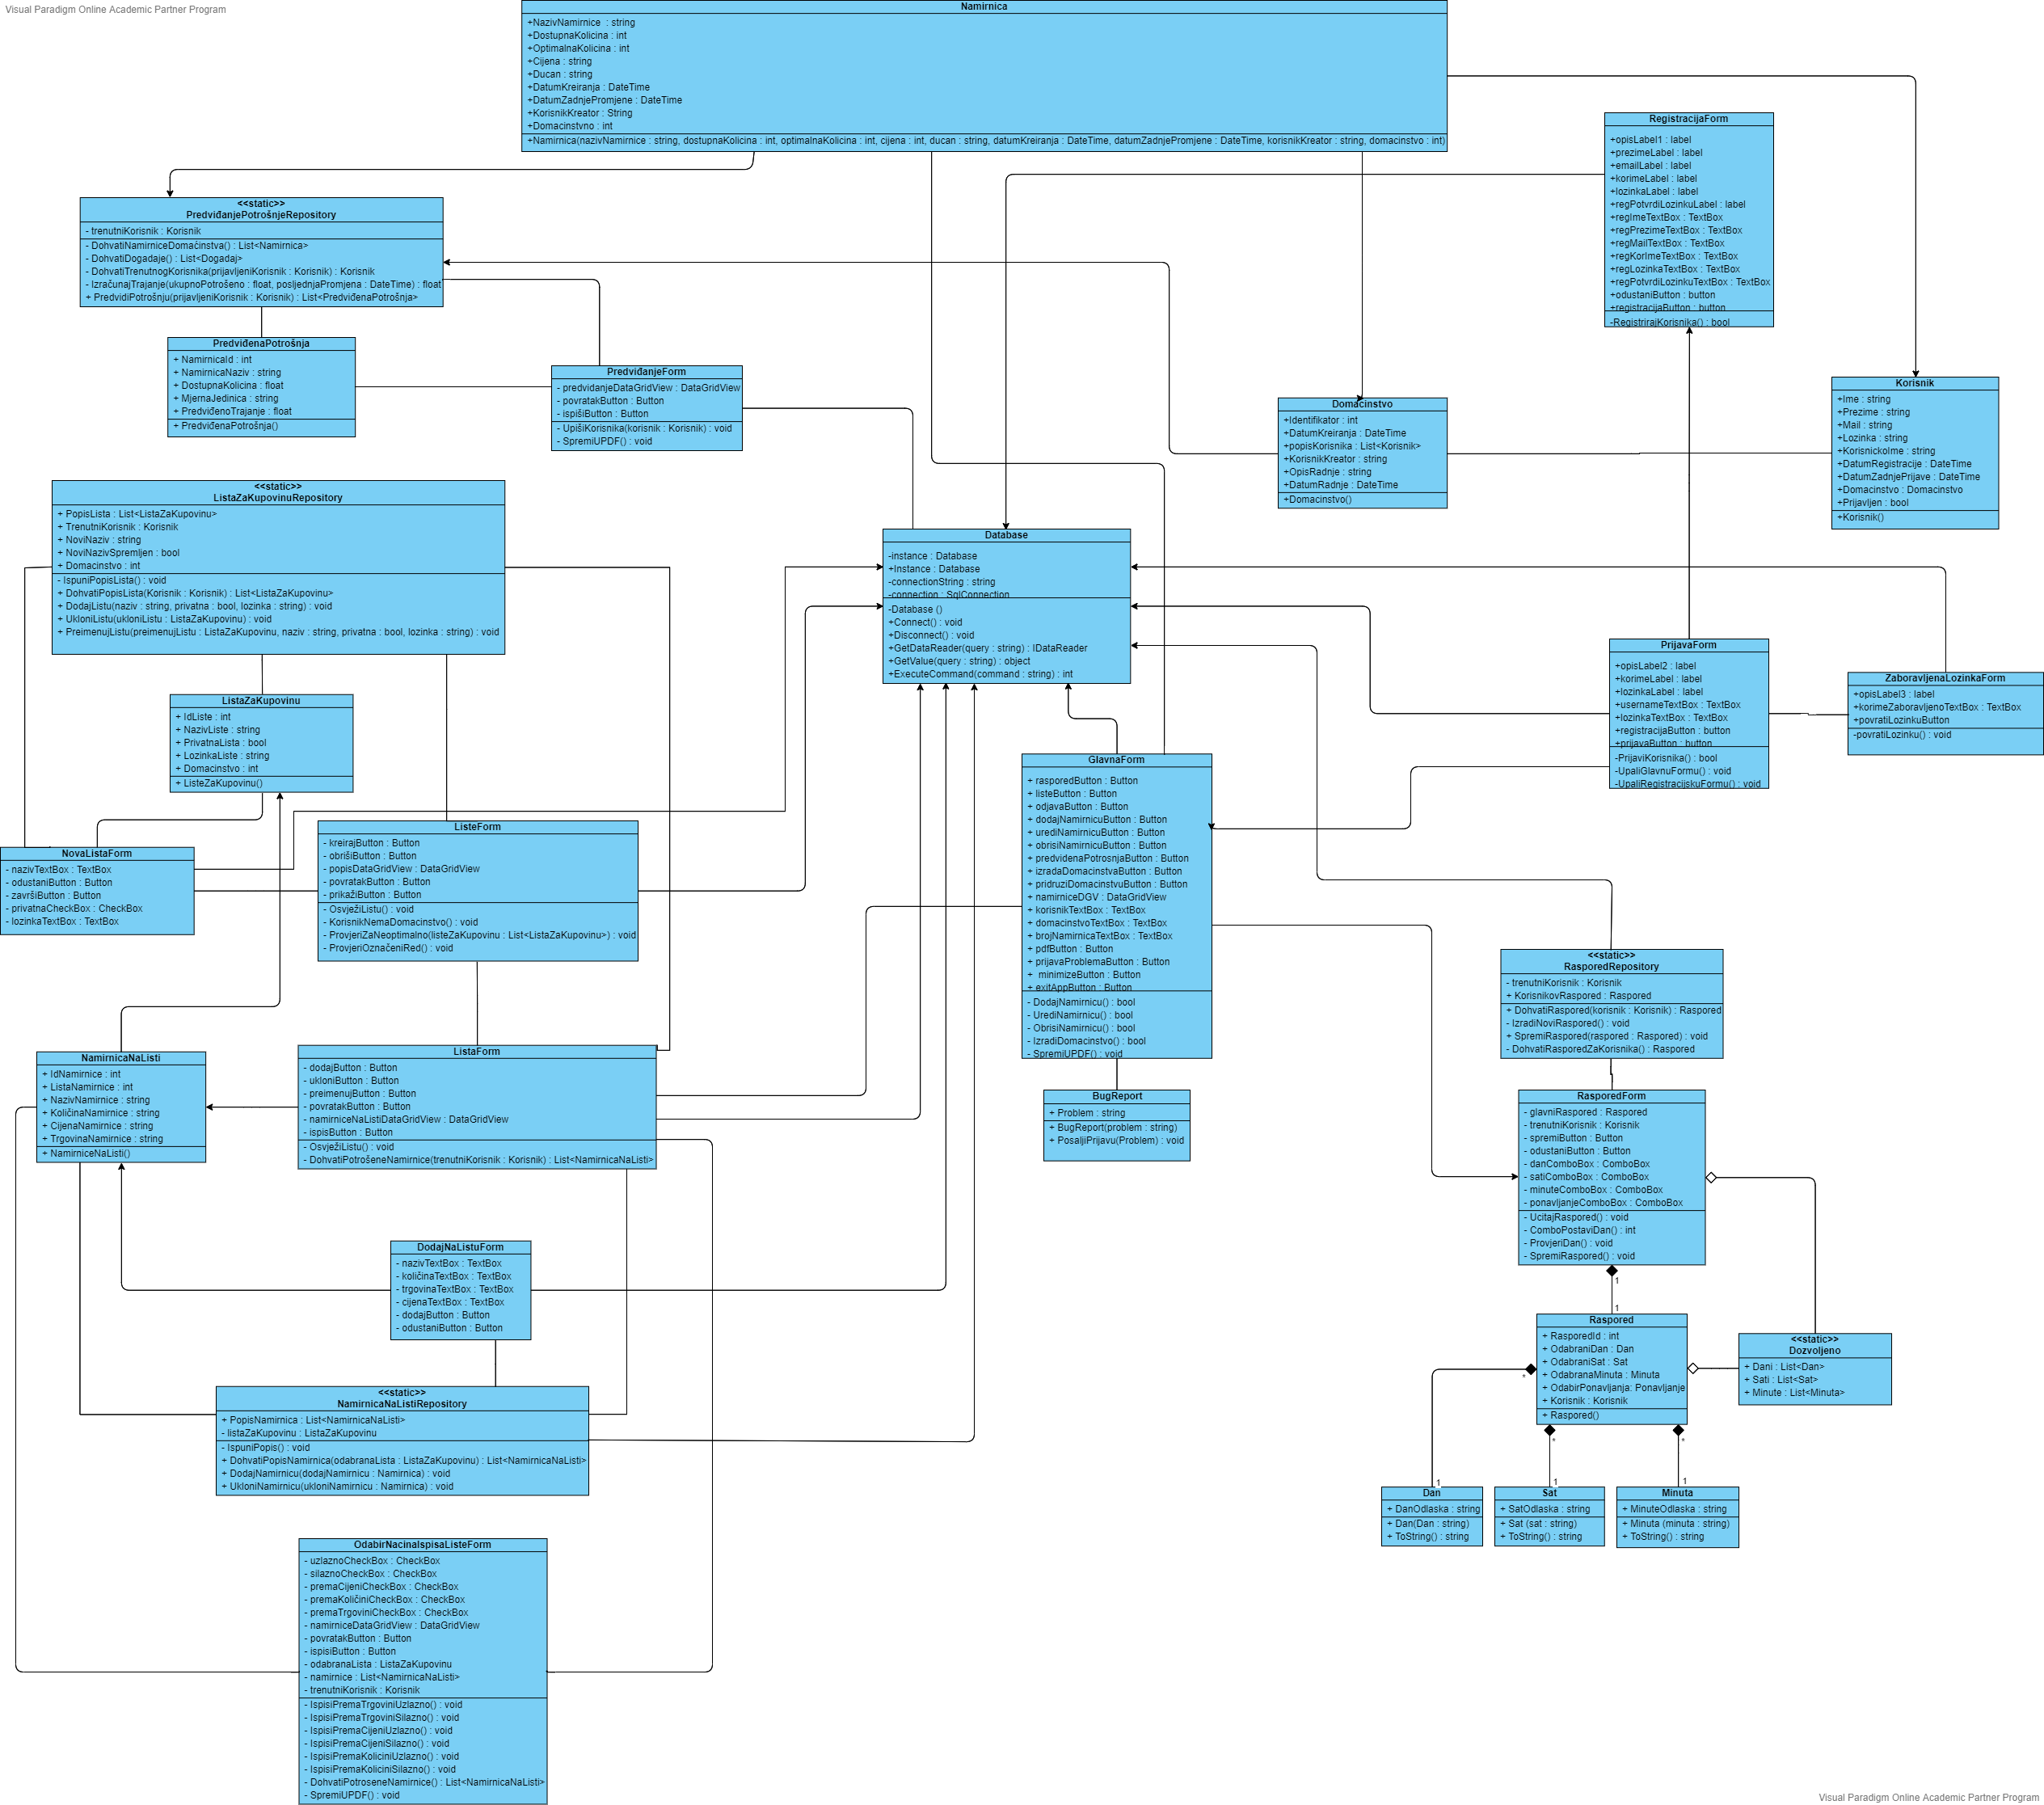 Visual Paradigm Online Academic Partner Program
Namirnica
+NazivNamirnice : string
+DostupnaKolicina : int
+OptimalnaKolicina : int
+Cijena : string
+Ducan : string
+DatumKreiranja : DateTime
+DatumZadnjePromjene : DateTime
+KorisnikKreator : String
+Domacinstvno : int
+Namirnica(nazivNamirnice : string, dostupnaKolicina : int, optimalnaKolicina : int, cijena : int, ducan : string, datumKreiranja : DateTime, datumZadnjePromjene : DateTime, korisnikKreator : string, domacinstvo : int)
RegistracijaForm
+opisLabel1 : label
+prezimeLabel : label
+emailLabel : label
+korimeLabel : label
+lozinkaLabel : label
+regPotvrdiLozinkuLabel : label
+regImeTextBox : TextBox
+regPrezimeTextBox : TextBox
+regMailTextBox : TextBox
+regKorImeTextBox : TextBox
+regLozinkaTextBox : TextBox
+regPotvrdiLozinkuTextBox : TextBox
+odustaniButton : button
+registracijaButton : button
-RegistrirajKorisnika() : bool
<<static>>
PredviđanjePotrošnjeRepository
- trenutniKorisnik : Korisnik
- DohvatiNamirniceDomaćinstva() : List<Namirnica>
- DohvatiDogadaje() : List<Dogadaj>
- DohvatiTrenutnogKorisnika(prijavljeniKorisnik : Korisnik) : Korisnik
- IzračunajTrajanje(ukupnoPotrošeno : float, posljednjaPromjena : DateTime) : float
+ PredvidiPotrošnju(prijavljeniKorisnik : Korisnik) : List<PredviđenaPotrošnja>
PredviđenaPotrošnja
+ NamirnicaId : int
+ NamirnicaNaziv : string
+ DostupnaKolicina : float
+ MjernaJedinica : string
+ PredviđenoTrajanje : float
+ PredviđenaPotrošnja()
PredviđanjeForm
- predvidanjeDataGridView : DataGridView
- povratakButton : Button
- ispišiButton : Button
- UpišiKorisnika(korisnik : Korisnik) : void
- SpremiUPDF() : void
Domacinstvo
+Identifikator : int
+DatumKreiranja : DateTime
+popisKorisnika : List<Korisnik>
+KorisnikKreator : string
+OpisRadnje : string
+DatumRadnje : DateTime
+Domacinstvo()
Korisnik
+Ime : string
+Prezime : string
+Mail : string
+Lozinka : string
+KorisnickoIme : string
+DatumRegistracije : DateTime
+DatumZadnjePrijave : DateTime
+Domacinstvo : Domacinstvo
+Prijavljen : bool
+Korisnik()
<<static>>
ListaZaKupovinuRepository
+ PopisLista : List<ListaZaKupovinu>
+ TrenutniKorisnik : Korisnik
+ NoviNaziv : string
+ NoviNazivSpremljen : bool
+ Domacinstvo : int
- IspuniPopisLista() : void
+ DohvatiPopisLista(Korisnik : Korisnik) : List<ListaZaKupovinu>
+ DodajListu(naziv : string, privatna : bool, lozinka : string) : void
+ UkloniListu(ukloniListu : ListaZaKupovinu) : void
+ PreimenujListu(preimenujListu : ListaZaKupovinu, naziv : string, privatna : bool, lozinka : string) : void
Database
-instance : Database
+Instance : Database
-connectionString : string
-connection : SqlConnection
-Database ()
+Connect() : void
+Disconnect() : void
+GetDataReader(query : string) : IDataReader
+GetValue(query : string) : object
+ExecuteCommand(command : string) : int
PrijavaForm
+opisLabel2 : label
+korimeLabel : label
+lozinkaLabel : label
+usernameTextBox : TextBox
+lozinkaTextBox : TextBox
+registracijaButton : button
+prijavaButton : button
-PrijaviKorisnika() : bool
-UpaliGlavnuFormu() : void
-UpaliRegistracijskuFormu() : void
ZaboravljenaLozinkaForm
+opisLabel3 : label
+korimeZaboravljenoTextBox : TextBox
+povratiLozinkuButton
-povratiLozinku() : void
ListaZaKupovinu
+ IdListe : int
+ NazivListe : string
+ PrivatnaLista : bool
+ LozinkaListe : string
+ Domacinstvo : int
+ ListeZaKupovinu()
GlavnaForm
+ rasporedButton : Button
+ listeButton : Button
+ odjavaButton : Button
+ dodajNamirnicuButton : Button
+ urediNamirnicuButton : Button
+ obrisiNamirnicuButton : Button
+ predvidenaPotrosnjaButton : Button
+ izradaDomacinstvaButton : Button
+ pridruziDomacinstvuButton : Button
+ namirniceDGV : DataGridView
+ korisnikTextBox : TextBox
+ domacinstvoTextBox : TextBox
+ brojNamirnicaTextBox : TextBox
+ pdfButton : Button
+ prijavaProblemaButton : Button
+ minimizeButton : Button
+ exitAppButton : Button
- DodajNamirnicu() : bool
- UrediNamirnicu() : bool
- ObrisiNamirnicu() : bool
- IzradiDomacinstvo() : bool
- SpremiUPDF() : void
ListeForm
- kreirajButton : Button
- obrišiButton : Button
- popisDataGridView : DataGridView
- povratakButton : Button
- prikažiButton : Button
- OsvježiListu() : void
- KorisnikNemaDomacinstvo() : void
- ProvjeriZaNeoptimalno(listeZaKupovinu : List<ListaZaKupovinu>) : void
- ProvjeriOznačeniRed() : void
NovaListaForm
- nazivTextBox : TextBox
- odustaniButton : Button
- završiButton : Button
- privatnaCheckBox : CheckBox
- lozinkaTextBox : TextBox
<<static>>
RasporedRepository
- trenutniKorisnik : Korisnik
+ KorisnikovRaspored : Raspored
+ DohvatiRaspored(korisnik : Korisnik) : Raspored
- IzradiNoviRaspored() : void
+ SpremiRaspored(raspored : Raspored) : void
- DohvatiRasporedZaKorisnika() : Raspored
NamirnicaNaListi
+ IdNamirnice : int
+ ListaNamirnice : int
+ NazivNamirnice : string
+ KoličinaNamirnice : string
+ CijenaNamirnice : string
+ TrgovinaNamirnice : string
+ NamirniceNaListi()
ListaForm
- dodajButton : Button
- ukloniButton : Button
- preimenujButton : Button
- povratakButton : Button
- namirniceNaListiDataGridView : DataGridView
- ispisButton : Button
- OsvježiListu() : void
- DohvatiPotrošeneNamirnice(trenutniKorisnik : Korisnik) : List<NamirnicaNaListi>
BugReport
+ Problem : string
+ BugReport(problem : string)
+ PosaljiPrijavu(Problem) : void
RasporedForm
- glavniRaspored : Raspored
- trenutniKorisnik : Korisnik
- spremiButton : Button
- odustaniButton : Button
- danComboBox : ComboBox
- satiComboBox : ComboBox
- minuteComboBox : ComboBox
- ponavljanjeComboBox : ComboBox
- UcitajRaspored() : void
- ComboPostaviDan() : int
- ProvjeriDan() : void
- SpremiRaspored() : void
1
1
DodajNaListuForm
- nazivTextBox : TextBox
- količinaTextBox : TextBox
- trgovinaTextBox : TextBox
- cijenaTextBox : TextBox
- dodajButton : Button
- odustaniButton : Button
Raspored
+ RasporedId : int
+ OdabraniDan : Dan
+ OdabraniSat : Sat
+ OdabranaMinuta : Minuta
+ OdabirPonavljanja: Ponavljanje
+ Korisnik : Korisnik
+ Raspored()
<<static>>
Dozvoljeno
+ Dani : List<Dan>
+ Sati : List<Sat>
+ Minute : List<Minuta>
*
*
*
<<static>>
NamirnicaNaListiRepository
+ PopisNamirnica : List<NamirnicaNaListi>
- listaZaKupovinu : ListaZaKupovinu
- IspuniPopis() : void
+ DohvatiPopisNamirnica(odabranaLista : ListaZaKupovinu) : List<NamirnicaNaListi>
+ DodajNamirnicu(dodajNamirnicu : Namirnica) : void
+ UkloniNamirnicu(ukloniNamirnicu : Namirnica) : void
1
1
1
Dan
+ DanOdlaska : string
+ Dan(Dan : string)
+ ToString() : string
Sat
+ SatOdlaska : string
+ Sat (sat : string)
+ ToString() : string
Minuta
+ MinuteOdlaska : string
+ Minuta (minuta : string)
+ ToString() : string
OdabirNacinaIspisaListeForm
- uzlaznoCheckBox : CheckBox
- silaznoCheckBox : CheckBox
- premaCijeniCheckBox : CheckBox
- premaKoličiniCheckBox : CheckBox
- premaTrgoviniCheckBox : CheckBox
- namirniceDataGridView : DataGridView
- povratakButton : Button
- ispisiButton : Button
- odabranaLista : ListaZaKupovinu
- namirnice : List<NamirnicaNaListi>
- trenutniKorisnik : Korisnik
- IspisiPremaTrgoviniUzlazno() : void
- IspisiPremaTrgoviniSilazno() : void
- IspisiPremaCijeniUzlazno() : void
- IspisiPremaCijeniSilazno() : void
- IspisiPremaKoliciniUzlazno() : void
- IspisiPremaKoliciniSilazno() : void
- DohvatiPotroseneNamirnice() : List<NamirnicaNaListi>
- SpremiUPDF() : void
Visual Paradigm Online Academic Partner Program